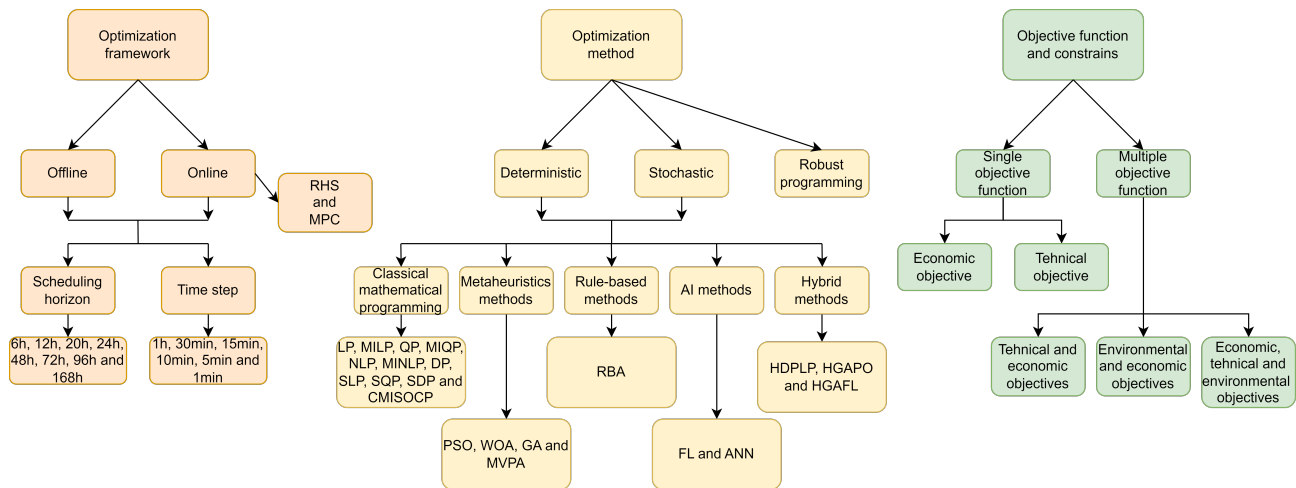 Optimization
framework
Offline
Online
RHS
and
MPC
Scheduling
horizon
Time step
6h, 12h, 20h, 24h,
48h, 72h, 96h and
168h
1h, 30min, 15min,
10min, 5min and
1min
Optimization
method
Deterministic
Stochastic
Robust
programming
Classical
mathematical
programming
Metaheuristics
methods
Rule-based
methods
AI methods
Hybrid
methods
LP, MILP, QP, MIQP,
NLP, MINLP, DP,
SLP, SQP, SDP and
CMISOCP
PSO, WOA, GA and
MVPA
RBA
FL and ANN
HDPLP, HGAPO
and HGAFL
Objective function
and constrains
Single
objective
function
Multiple
objective
function
Economic
objective
Tehnical
objective
Tehnical and
economic
objectives
Environmental
and economic
objectives
Economic,
tehnical and
environmental
objectives